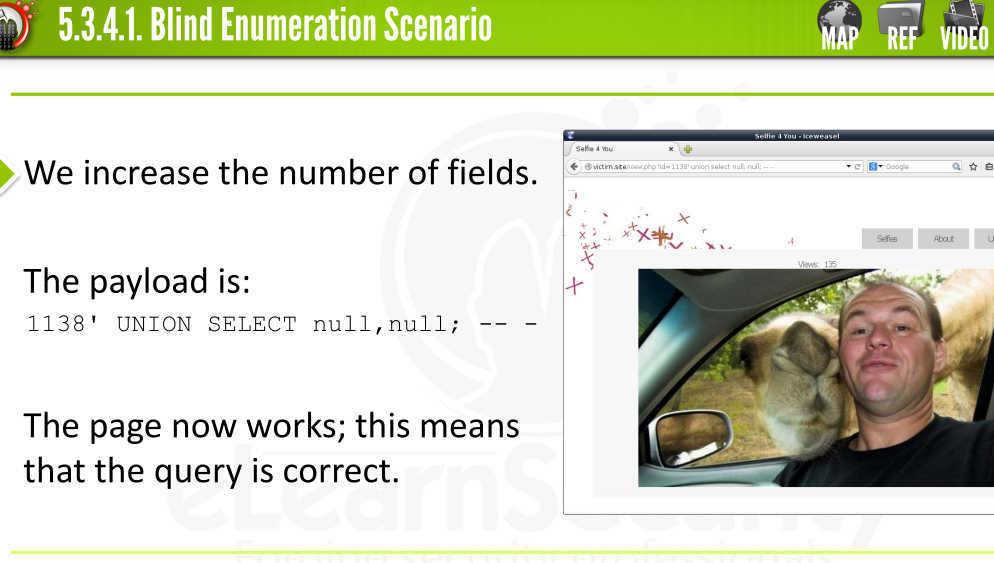 5.3.4.1. Blind Enumeration Scenario
MAP REF VIDEO
We increase the number of fields.
The payload is:
1138' UNION SELECT null,null; -- -
The page now works; this means
that the query is correct.
Selfie 4 You - Iceweasel
Selfie 4 You
victim.site/view.php?id=1138' union select null, null; -- -
Google
Selfies About
Views: 135
eLearnSecurity
Forging security professionals